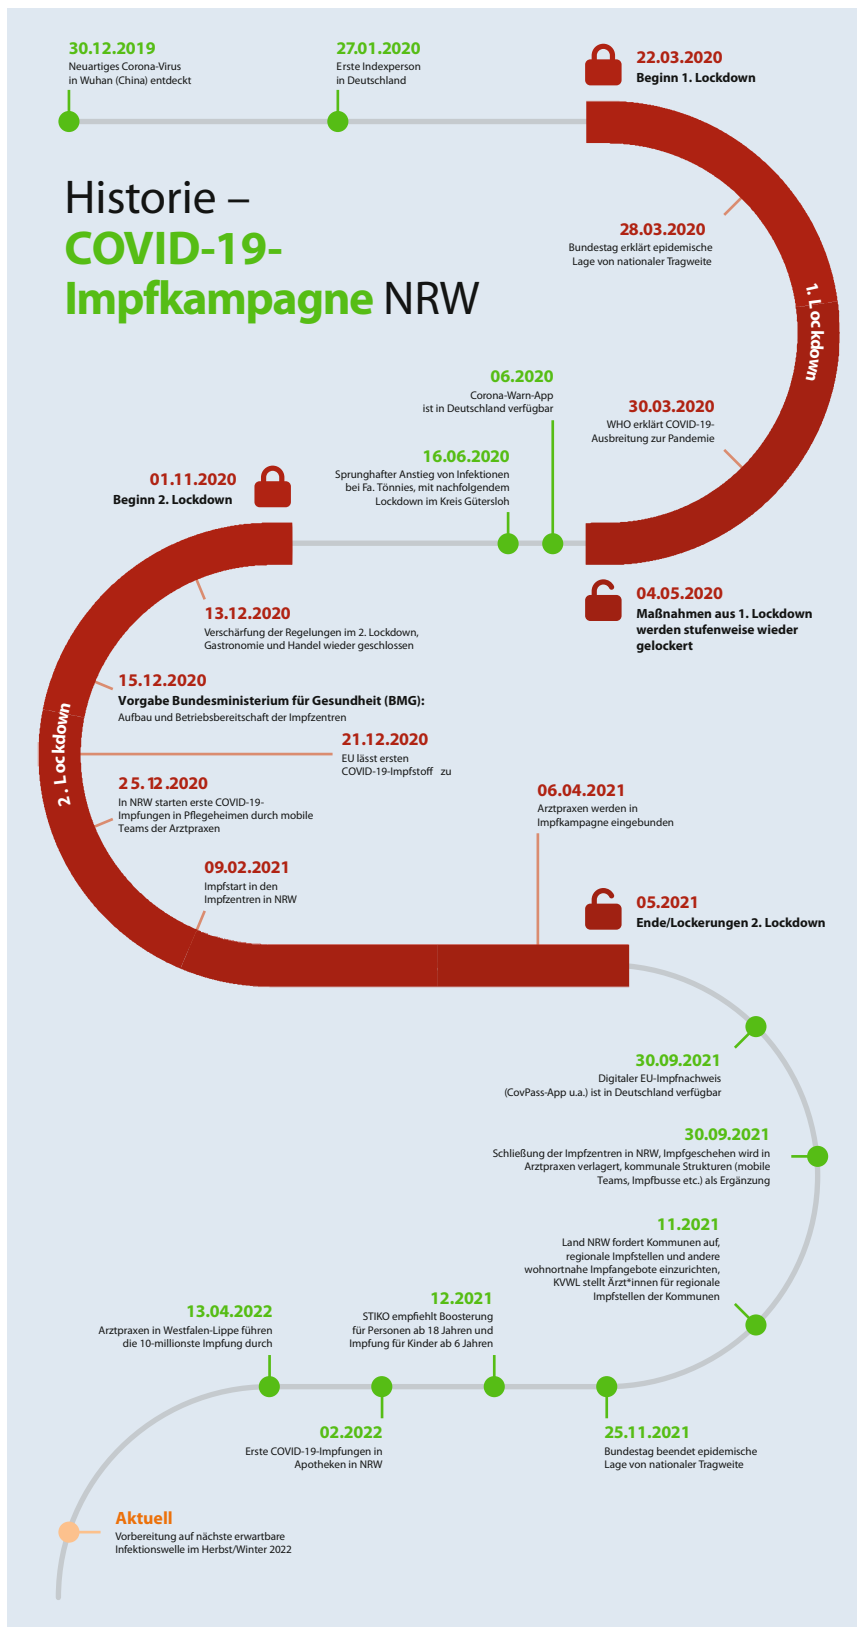 30.12.2019
Neuartiges Corona-Virus
in Wuhan (China) entdeckt
27.01.2020
Erste Indexperson
in Deutschland
22.03.2020
Beginn 1. Lockdown
Historie –
COVID-19-
Impfkampagne NRW
28.03.2020
Bundestag erklärt epidemische
Lage von nationaler Tragweite
1. Lockdown
06.2020
Corona-Warn-App
ist in Deutschland verfügbar
30.03.2020
WHO erklärt COVID-19-
Ausbreitung zur Pandemie
16.06.2020
Sprunghafter Anstieg von Infektionen
bei Fa. Tönnies, mit nachfolgendem
Lockdown im Kreis Gütersloh
01.11.2020
Beginn 2. Lockdown
04.05.2020
Maßnahmen aus 1. Lockdown
werden stufenweise wieder
gelockert
13.12.2020
Verschärfung der Regelungen im 2. Lockdown,
Gastronomie und Handel wieder geschlossen
15.12.2020
Vorgabe Bundesministerium für Gesundheit (BMG):
Aufbau und Betriebsbereitschaft der Impfzentren
2. Lockdown
21.12.2020
EU lässt ersten
COVID-19-Impfstoff zu
25.12.2020
In NRW starten erste COVID-19-
Impfungen in Pflegeheimen durch mobile
Teams der Arztpraxen
06.04.2021
Arztpraxen werden in
Impfkampagne eingebunden
09.02.2021
Impfstart in den
Impfzentren in NRW
05.2021
Ende/Lockerungen 2. Lockdown
30.09.2021
Digitaler EU-Impfnachweis
(CovPass-App u.a.) ist in Deutschland verfügbar
30.09.2021
Schließung der Impfzentren in NRW, Impfgeschehen wird in
Arztpraxen verlagert, kommunale Strukturen (mobile
Teams, Impfbusse etc.) als Ergänzung
11.2021
Land NRW fordert Kommunen auf,
regionale Impfstellen und andere
wohnortnahe Impfangebote einzurichten,
KVWL stellt Ärzt*innen für regionale
Impfstellen der Kommunen
12.2021
STIKO empfiehlt Boosterung
für Personen ab 18 Jahren und
Impfung für Kinder ab 6 Jahren
13.04.2022
Arztpraxen in Westfalen-Lippe führen
die 10-millionste Impfung durch
02.2022
Erste COVID-19-Impfungen in
Apotheken in NRW
25.11.2021
Bundestag beendet epidemische
Lage von nationaler Tragweite
Aktuell
Vorbereitung auf nächste erwartbare
Infektionswelle im Herbst/Winter 2022